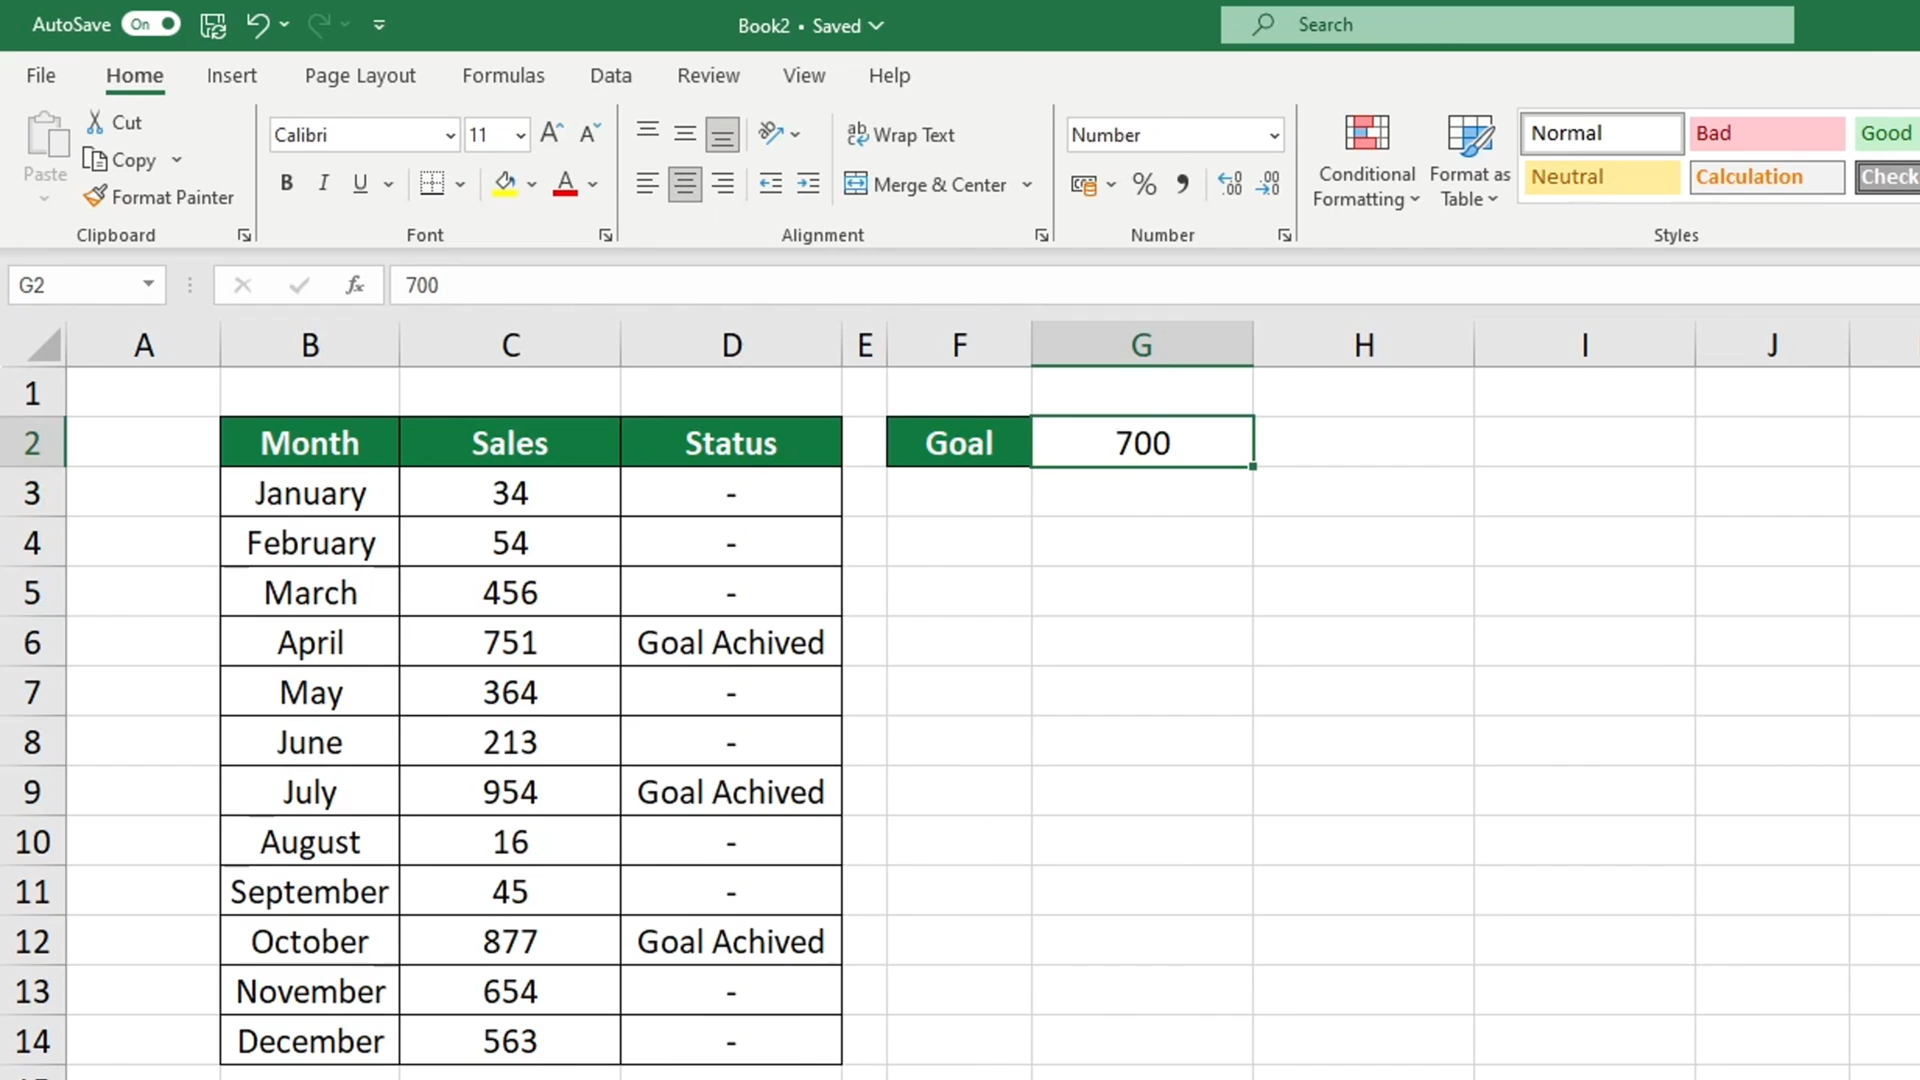 AutoSave On Book2 • Saved Search
File Home Insert Page Layout Formulas Data Review View Help
Paste Cut Copy Format Painter Clipboard
Calibri 11 B I U A Font
ab Wrap Text Merge & Center Alignment
Number % Number
Conditional Formatting Format as Table
Normal Bad Good
Neutral Calculation Check
Styles
G2 fx 700
A B C D E F G H I J
1
2 Month Sales Status Goal 700
3 January 34 -
4 February 54 -
5 March 456 -
6 April 751 Goal Achived
7 May 364 -
8 June 213 -
9 July 954 Goal Achived
10 August 16 -
11 September 45 -
12 October 877 Goal Achived
13 November 654 -
14 December 563 -